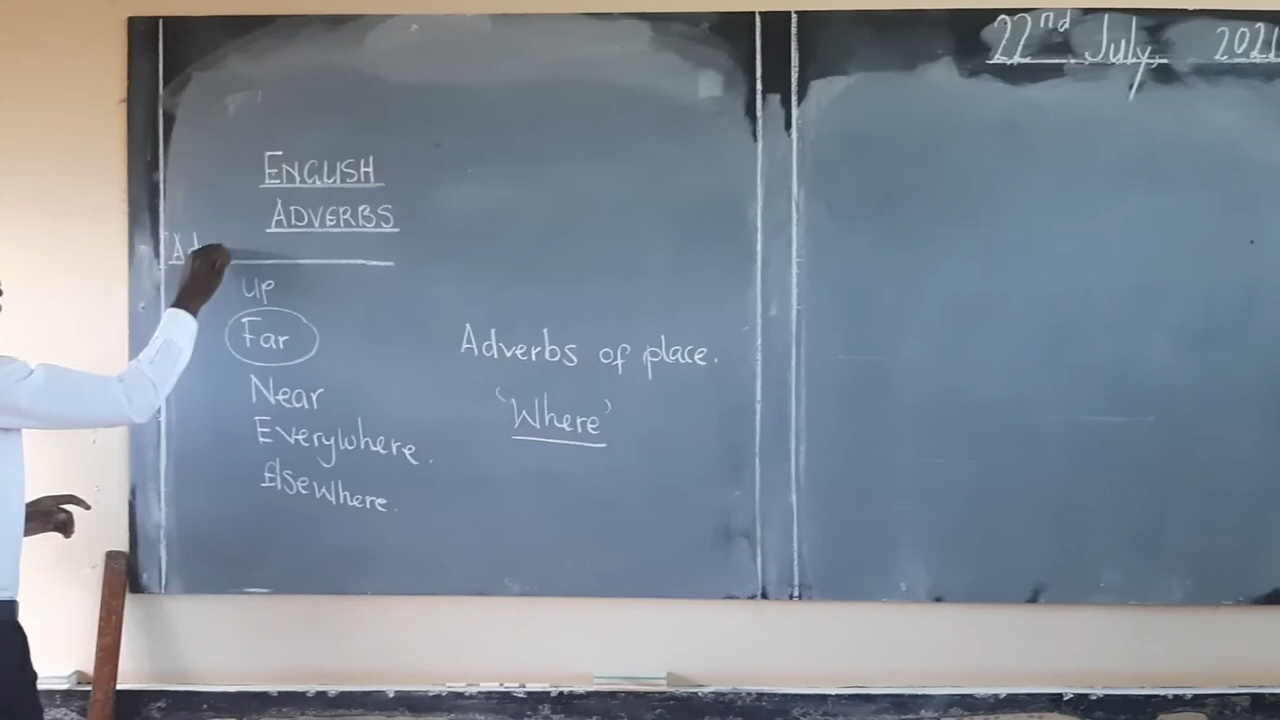 22nd July, 2021
ENGLISH
ADVERBS
Up
Far
Near
Everywhere.
Elsewhere.
Adverbs of place.
'Where'